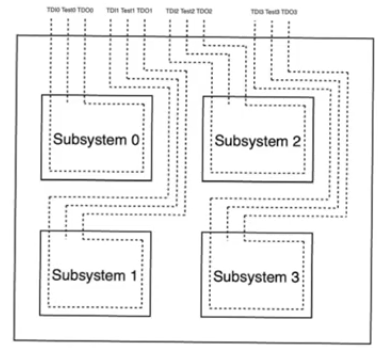 TDI0 Test0 TDO0 TDI1 Test1 TDO1 TDI2 Test2 TDO2 TDI3 Test3 TDO3
Subsystem 0 Subsystem 2
Subsystem 1 Subsystem 3